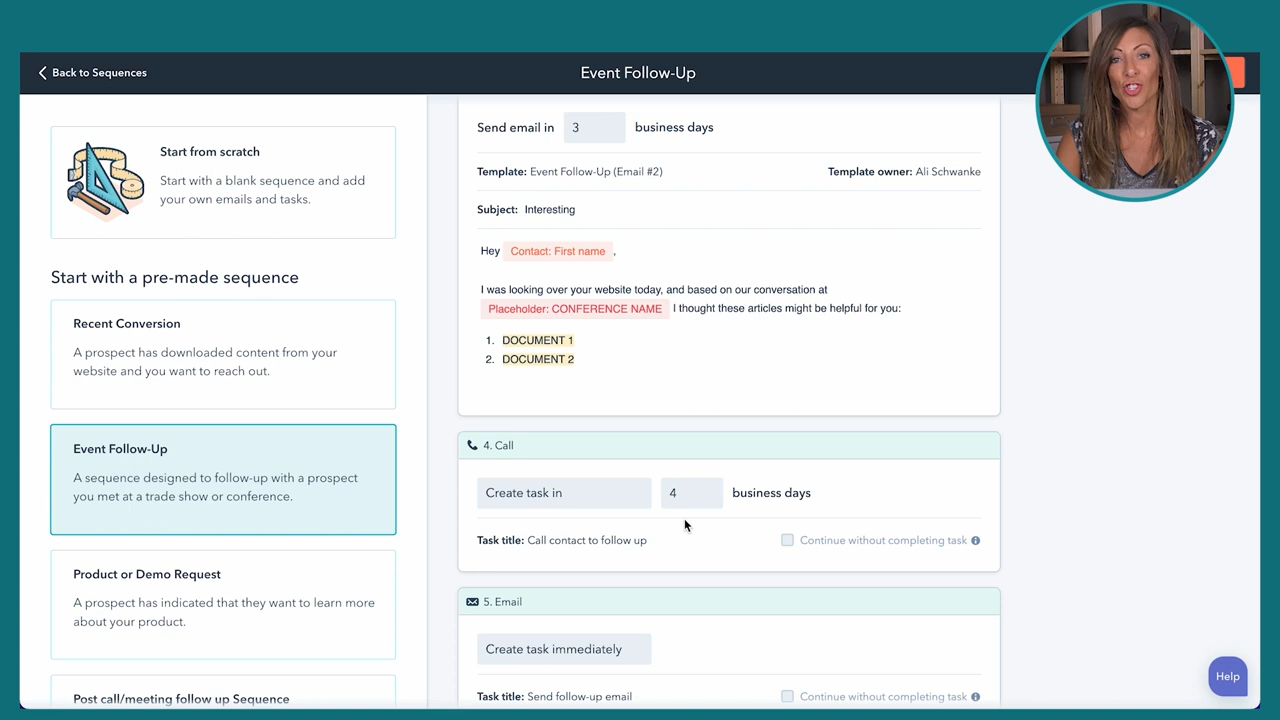 Back to Sequences
Event Follow-Up
Start from scratch
Start with a blank sequence and add
your own emails and tasks.
Start with a pre-made sequence
Recent Conversion
A prospect has downloaded content from your
website and you want to reach out.
Event Follow-Up
A sequence designed to follow-up with a prospect
you met at a trade show or conference.
Product or Demo Request
A prospect has indicated that they want to learn more
about your product.
Post call/meeting follow up Sequence
Send email in 3 business days
Template: Event Follow-Up (Email #2) Template owner: Ali Schwanke
Subject: Interesting
Hey Contact: First name ,
I was looking over your website today, and based on our conversation at
Placeholder: CONFERENCE NAME I thought these articles might be helpful for you:
1. DOCUMENT 1
2. DOCUMENT 2
4. Call
Create task in 4 business days
Task title: Call contact to follow up Continue without completing task
5. Email
Create task immediately
Task title: Send follow-up email Continue without completing task
Help